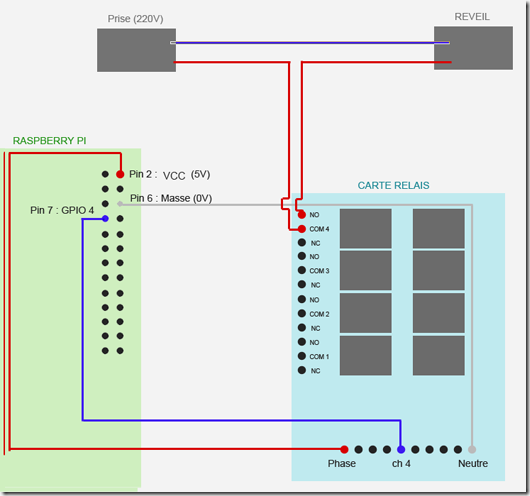 Prise (220V)
REVEIL
RASPBERRY PI
Pin 2 : VCC (5V)
Pin 6 : Masse (0V)
Pin 7 : GPIO 4
CARTE RELAIS
NO
COM 4
NC
NO
COM 3
NC
NO
COM 2
NC
NO
COM 1
NC
Phase
ch 4
Neutre